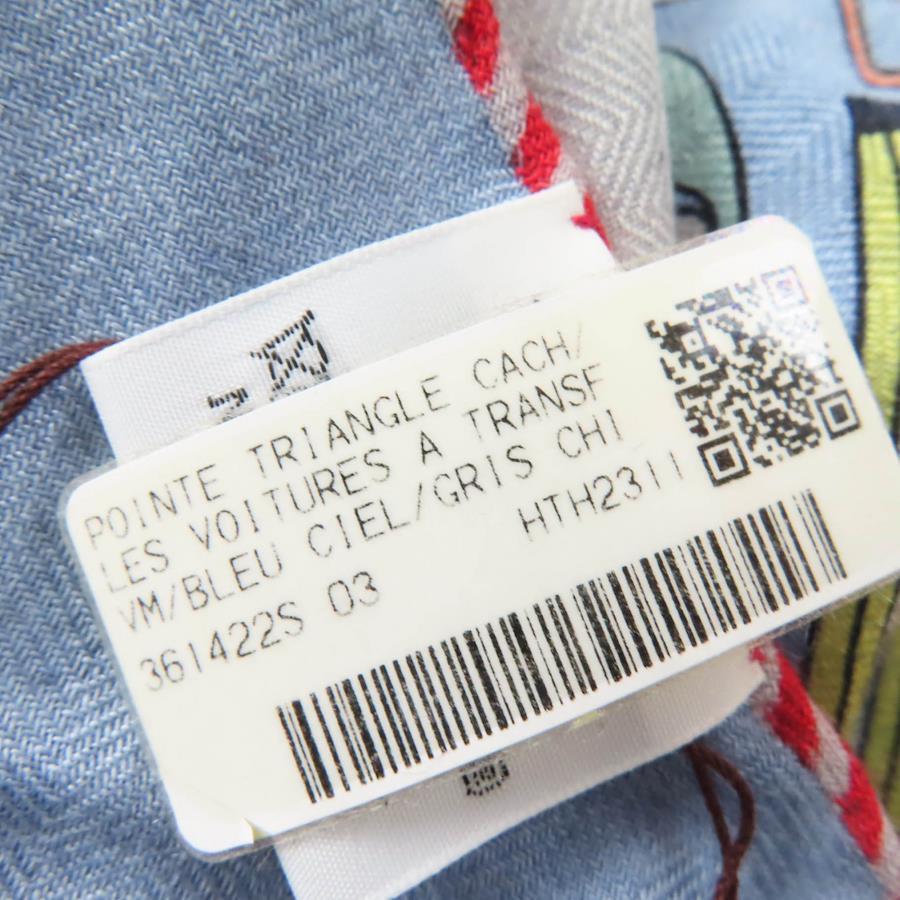 POINTE TRIANGLE CACH/
LES VOITURES A TRANSF
VM/BLEU CIEL/GRIS CHI
HTH2311
361422S 03